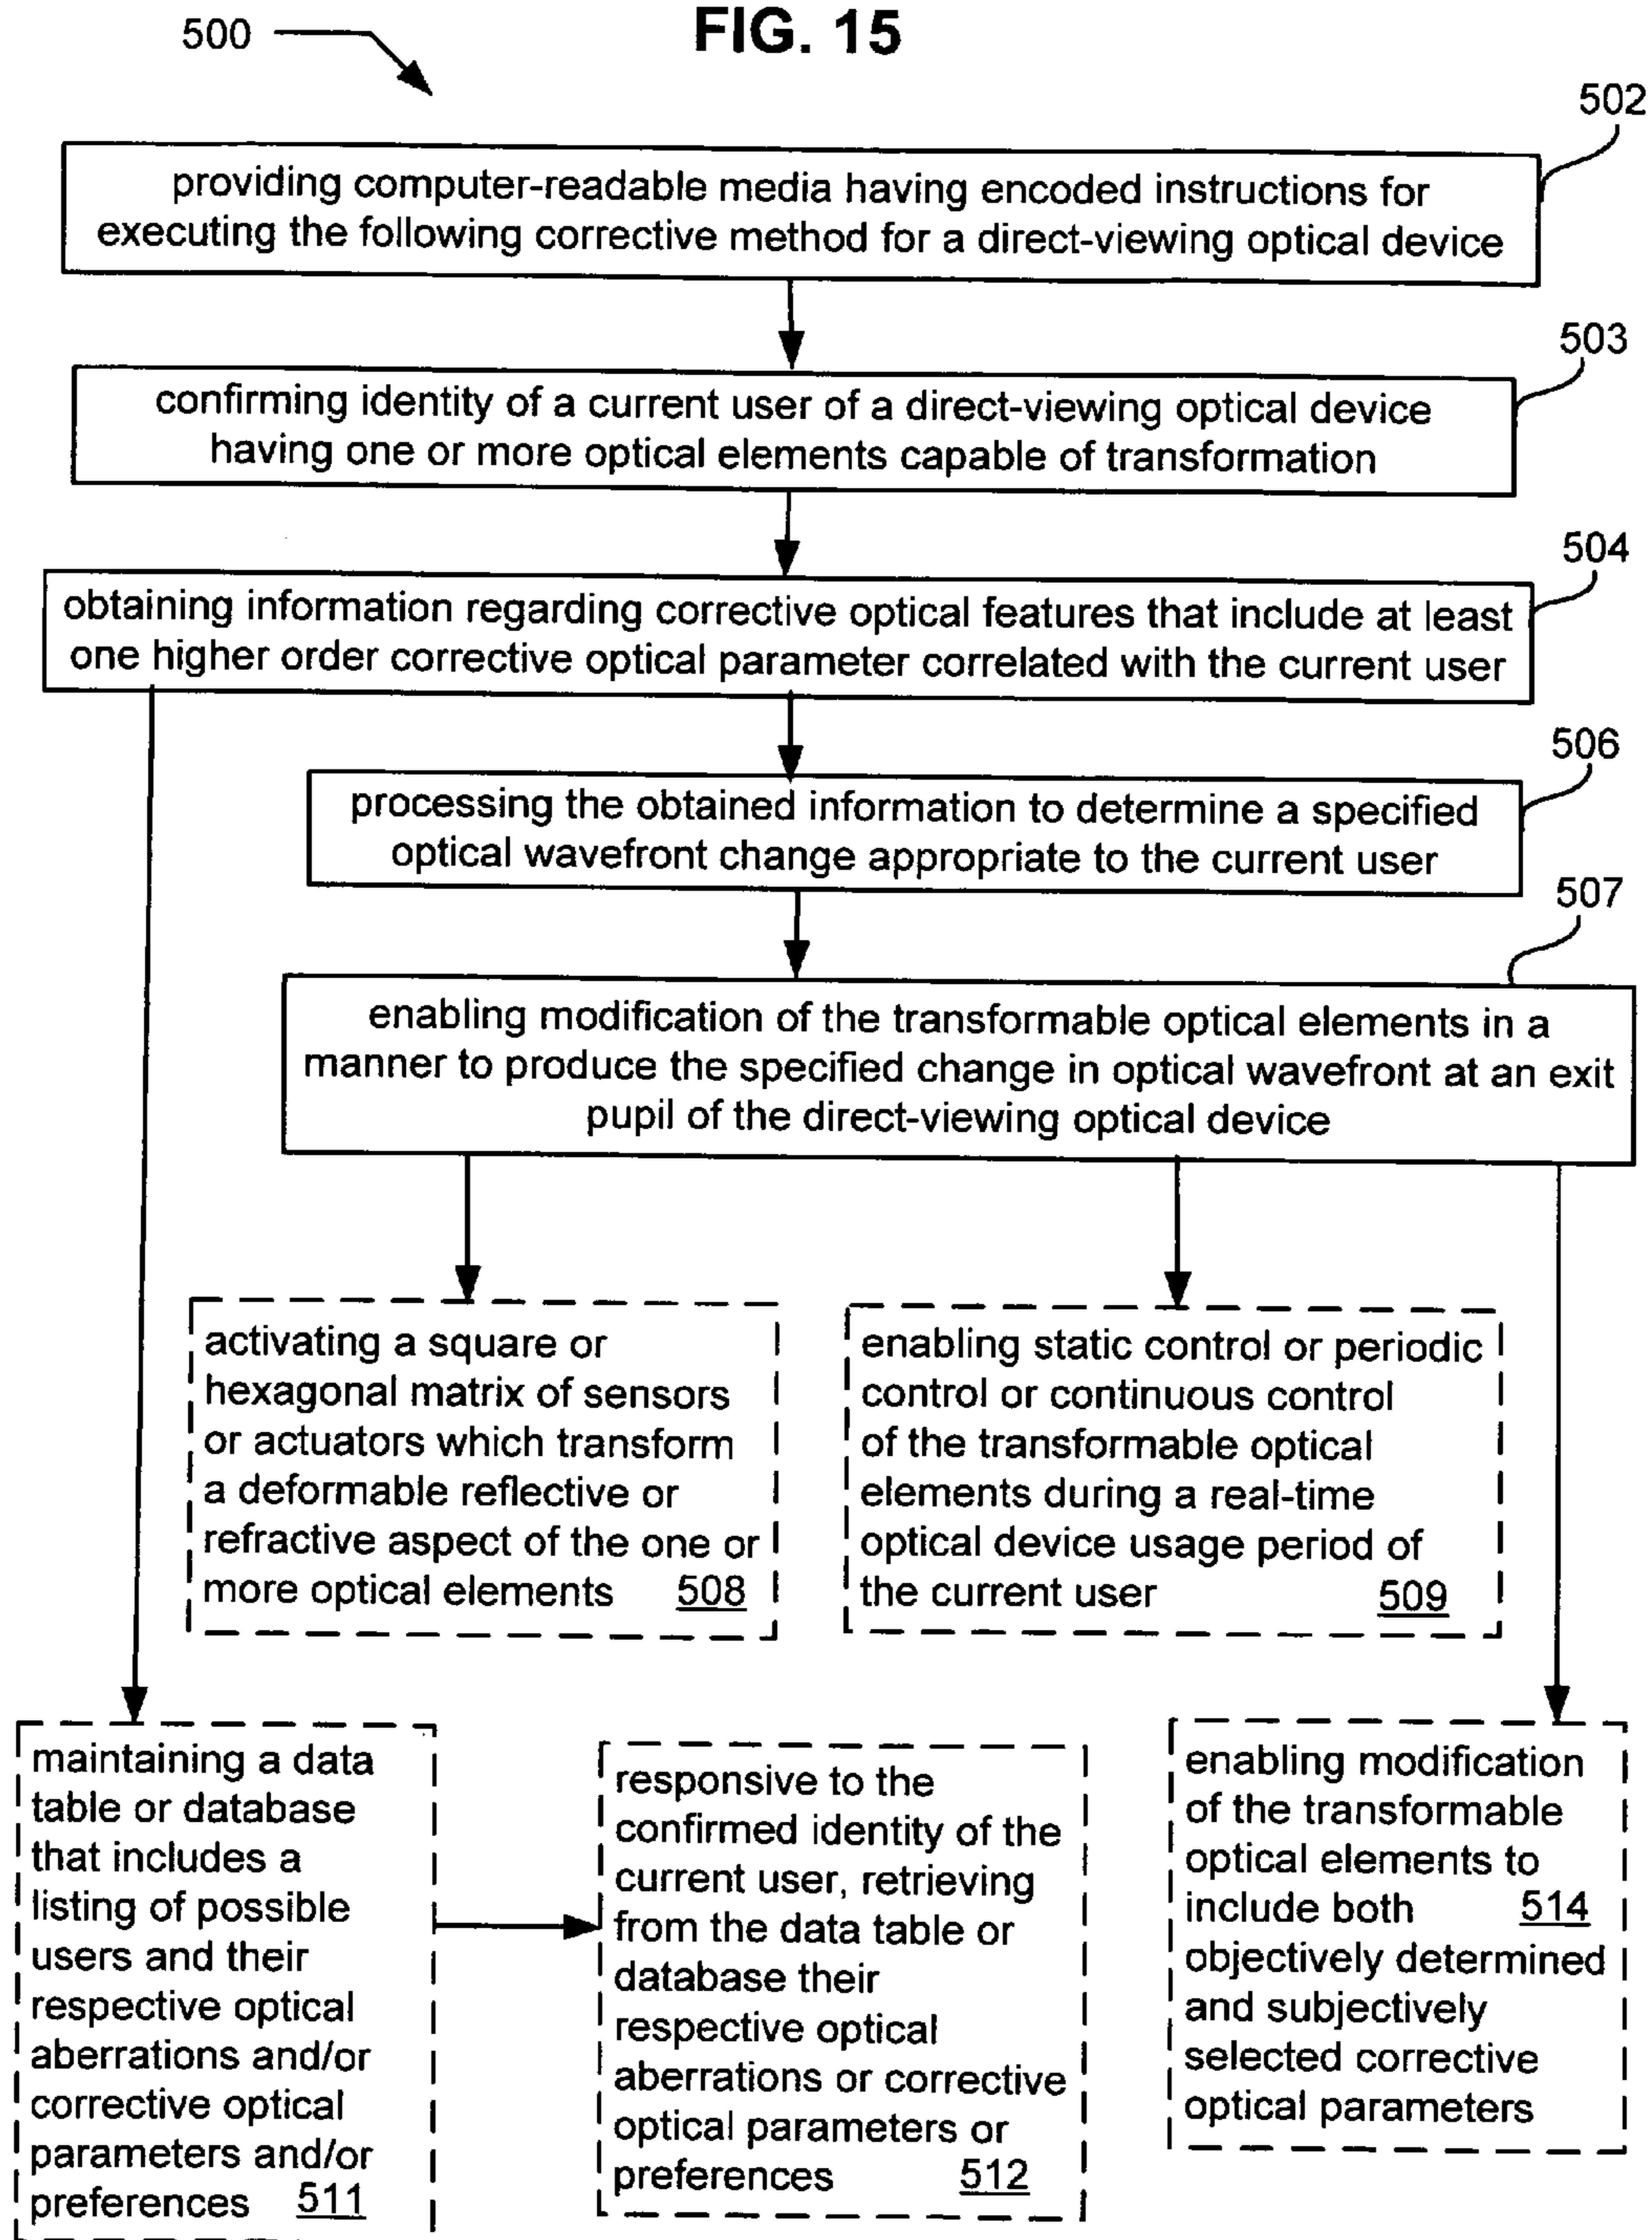 FIG. 15
500
502
providing computer-readable media having encoded instructions for
executing the following corrective method for a direct-viewing optical device
503
confirming identity of a current user of a direct-viewing optical device
having one or more optical elements capable of transformation
504
obtaining information regarding corrective optical features that include at least
one higher order corrective optical parameter correlated with the current user
506
processing the obtained information to determine a specified
optical wavefront change appropriate to the current user
507
enabling modification of the transformable optical elements in a
manner to produce the specified change in optical wavefront at an exit
pupil of the direct-viewing optical device
activating a square or
hexagonal matrix of sensors
or actuators which transform
a deformable reflective or
refractive aspect of the one or
more optical elements 508
enabling static control or periodic
control or continuous control
of the transformable optical
elements during a real-time
optical device usage period of
the current user 509
maintaining a data
table or database
that includes a
listing of possible
users and their
respective optical
aberrations and/or
corrective optical
parameters and/or
preferences 511
responsive to the
confirmed identity of the
current user, retrieving
from the data table or
database their
respective optical
aberrations or corrective
optical parameters or
preferences 512
enabling modification
of the transformable
optical elements to
include both 514
objectively determined
and subjectively
selected corrective
optical parameters